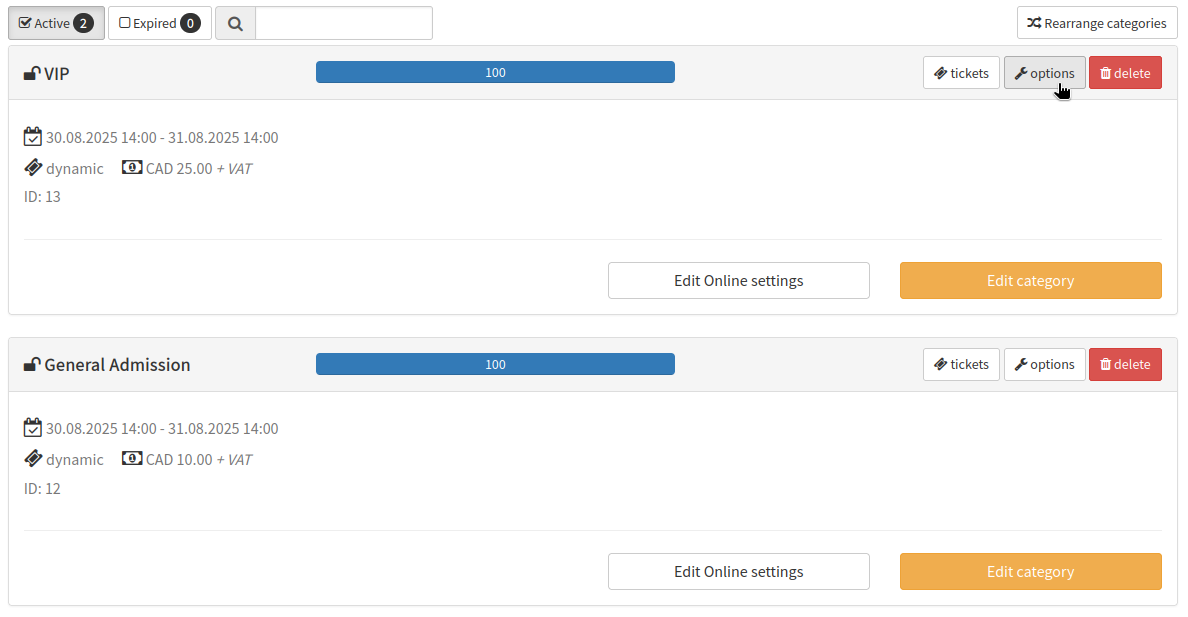 Active 2 Expired 0 Rearrange categories
VIP 100 tickets options delete
30.08.2025 14:00 - 31.08.2025 14:00
dynamic CAD 25.00 + VAT
ID: 13
Edit Online settings Edit category
General Admission 100 tickets options delete
30.08.2025 14:00 - 31.08.2025 14:00
dynamic CAD 10.00 + VAT
ID: 12
Edit Online settings Edit category